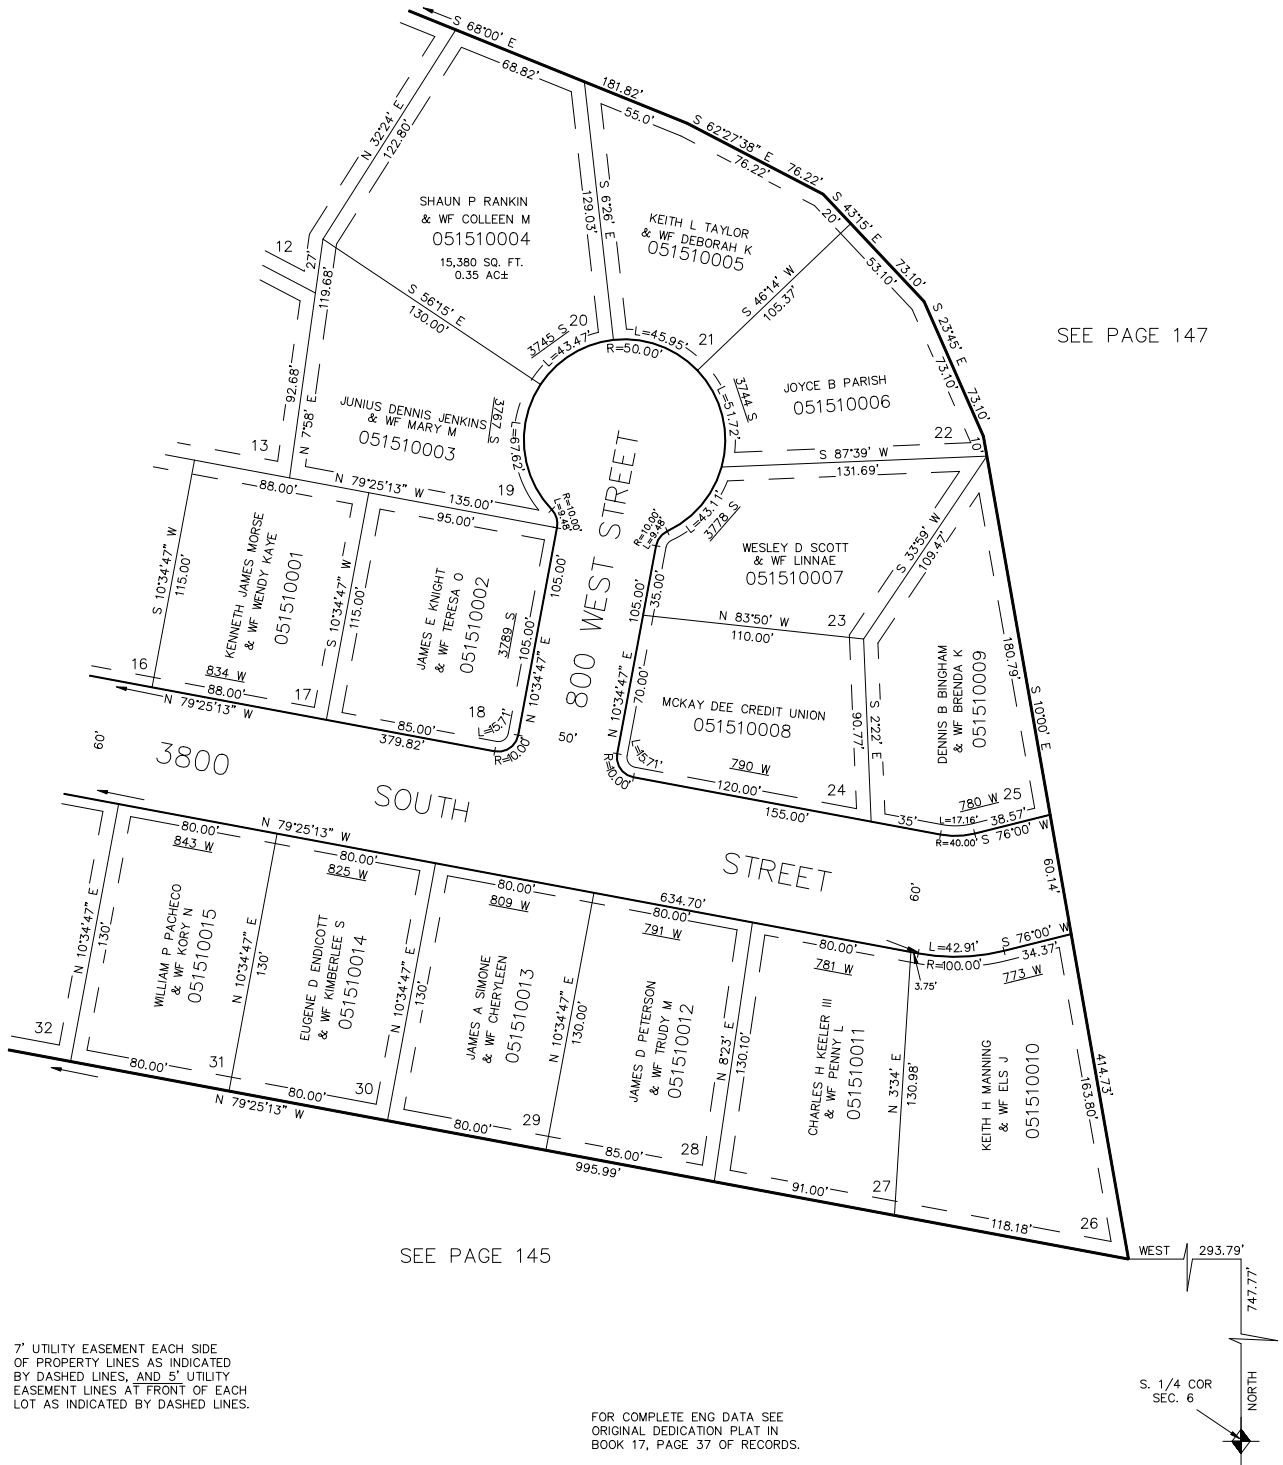 S 68°00' E
68.82'
181.82'
55.0'
S 62°27'38" E
76.22'
76.22'
20'
S 43°15' E
73.10'
53.10'
S 23°45' E
73.10'
73.10'
10'
N 32°24' E
122.80'
SHAUN P RANKIN
& WF COLLEEN M
051510004
15,380 SQ. FT.
0.35 AC±
129.03'
S 6°26' E
KEITH L TAYLOR
& WF DEBORAH K
051510005
S 46°14' W
105.37'
12
27'
119.68'
S 56°15' E
130.00'
20
3745 S
L=43.47'
L=45.95'
R=50.00'
21
SEE PAGE 147
92.68'
N 7°58' E
JUNIUS DENNIS JENKINS
& WF MARY M
051510003
3767 S
L=67.62'
3744 S
L=51.72'
JOYCE B PARISH
051510006
22
13
S 87°39' W
131.69'
N 79°25'13" W
135.00'
19
88.00'
95.00'
R=10.00'
L=9.48'
R=10.00'
L=9.48'
L=43.11'
3778 S
800 WEST STREET
S 10°34'47" W
115.00'
KENNETH JAMES MORSE
& WF WENDY KAYE
051510001
S 10°34'47" W
115.00'
JAMES E KNIGHT
& WF TERESA O
051510002
3789 S
105.00'
105.00'
N 10°34'47" E
105.00'
35.00'
WESLEY D SCOTT
& WF LINNAE
051510007
S 33°59' W
109.47'
N 83°50' W
110.00'
23
16
834 W
88.00'
17
N 79°25'13" W
18
L=15.71'
85.00'
379.82'
R=10.00'
50'
N 10°34'47" E
70.00'
MCKAY DEE CREDIT UNION
051510008
S 2°22' E
90.77'
DENNIS B BINGHAM
& WF BRENDA K
051510009
180.79'
S 10°00' E
L=15.71'
R=10.00'
790 W
120.00'
155.00'
24
35'
780 W
25
L=17.16'
38.57'
R=40.00'
S 76°00' W
60'
3800
SOUTH
STREET
60'
60.14'
80.00'
843 W
N 79°25'13" W
80.00'
825 W
80.00'
809 W
634.70'
80.00'
791 W
80.00'
781 W
L=42.91'
R=100.00'
S 76°00' W
34.37'
773 W
3.75'
N 10°34'47" E
130'
WILLIAM P PACHECO
& WF KORY N
051510015
N 10°34'47" E
130'
EUGENE D ENDICOTT
& WF KIMBERLEE S
051510014
N 10°34'47" E
130'
JAMES A SIMONE
& WF CHERYLEEN
051510013
N 10°34'47" E
130.00'
JAMES D PETERSON
& WF TRUDY M
051510012
N 8°23' E
130.10'
CHARLES H KEELER III
& WF PENNY L
051510011
N 3°34' E
130.98'
KEITH H MANNING
& WF ELS J
051510010
414.73'
163.80'
32
80.00'
31
80.00'
30
N 79°25'13" W
80.00'
29
85.00'
28
995.99'
91.00'
27
118.18'
26
SEE PAGE 145
WEST
293.79'
747.77'
NORTH
S. 1/4 COR
SEC. 6
7' UTILITY EASEMENT EACH SIDE
OF PROPERTY LINES AS INDICATED
BY DASHED LINES, AND 5' UTILITY
EASEMENT LINES AT FRONT OF EACH
LOT AS INDICATED BY DASHED LINES.
FOR COMPLETE ENG DATA SEE
ORIGINAL DEDICATION PLAT IN
BOOK 17, PAGE 37 OF RECORDS.